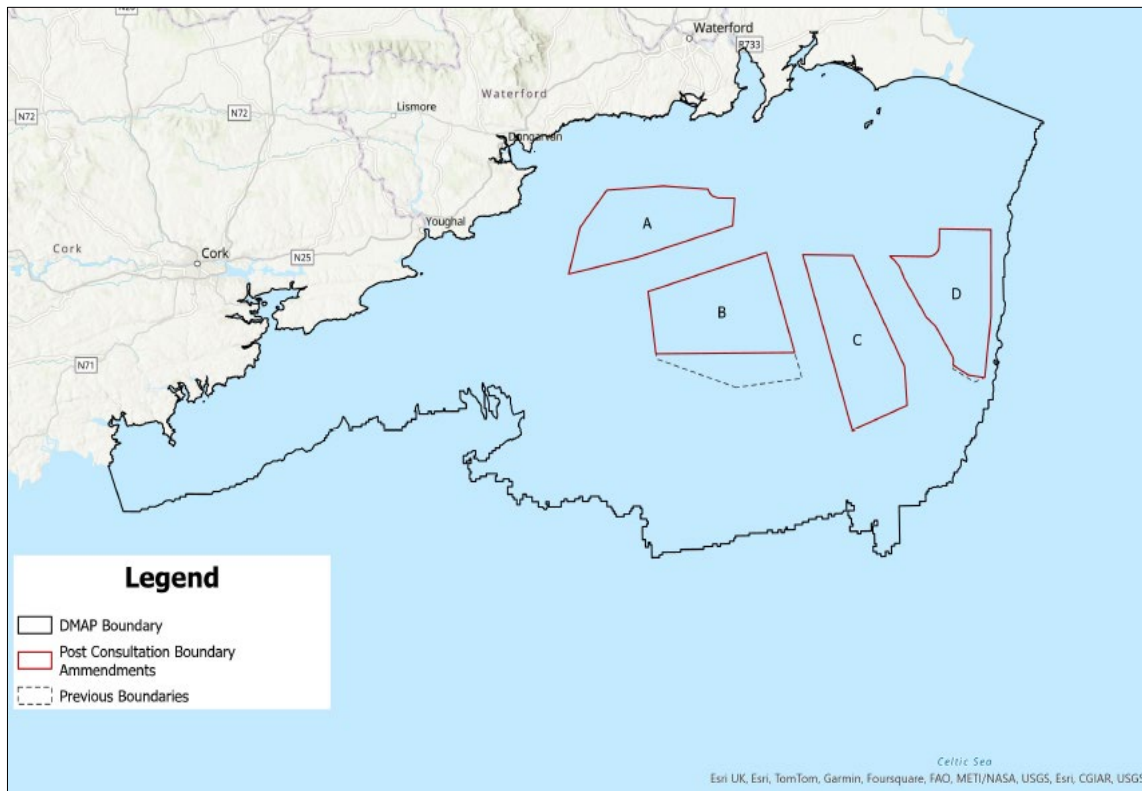 N20
Waterford
R733
N72
N72
Lismore
Waterford
Dungarvan
Youghal
Cork
Cork
N25
N71
A
B
C
D
Legend
DMAP Boundary
Post Consultation Boundary
Ammendments
Previous Boundaries
Celtic Sea
Esri UK, Esri, TomTom, Garmin, Foursquare, FAO, METI/NASA, USGS, Esri, CGIAR, USGS